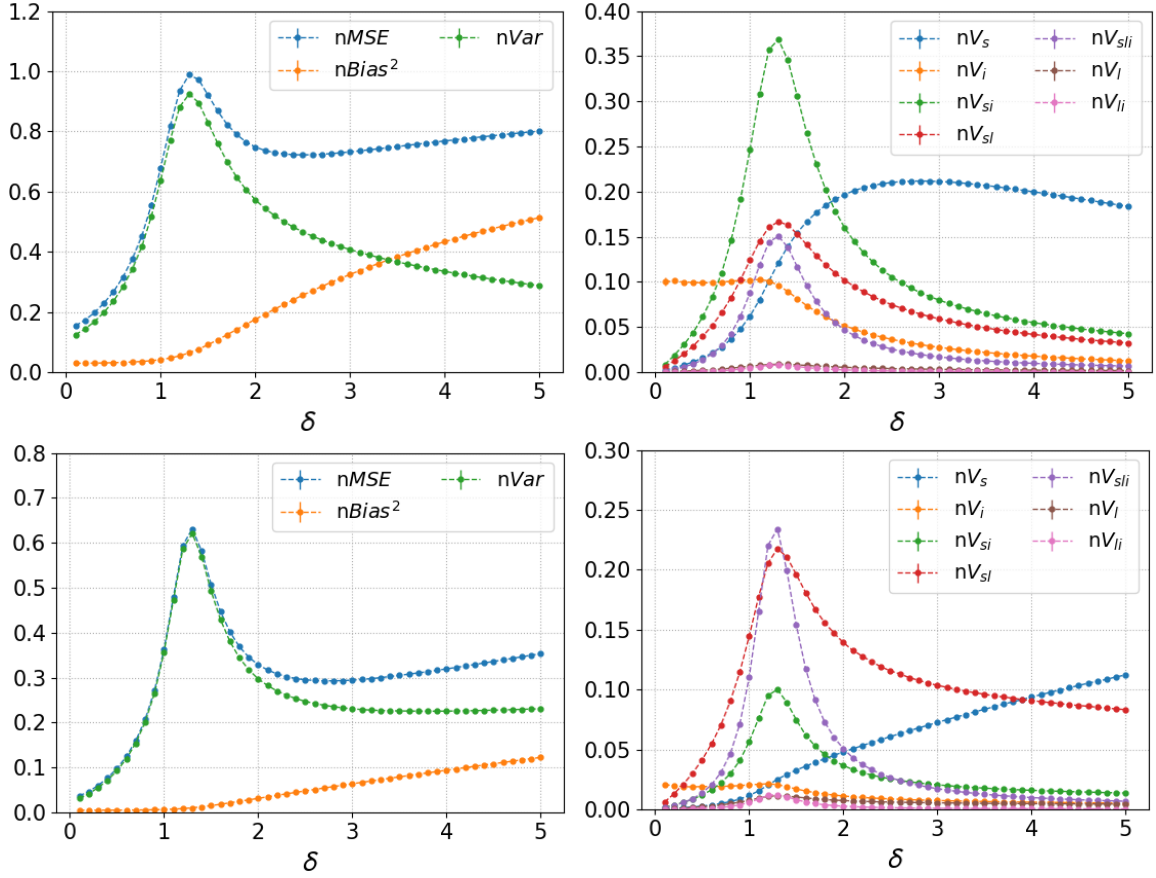 1.2
1.0
0.8
0.6
0.4
0.2
0.0
nMSE
nVar
nBias²
0 1 2 3 4 5
δ
0.40
0.35
0.30
0.25
0.20
0.15
0.10
0.05
0.00
nVₛ nVₛₗᵢ
nVᵢ nVₗ
nVₛᵢ nVₗᵢ
nVₛₗ
0 1 2 3 4 5
δ
0.8
0.7
0.6
0.5
0.4
0.3
0.2
0.1
0.0
nMSE nVar
nBias²
0 1 2 3 4 5
δ
0.30
0.25
0.20
0.15
0.10
0.05
0.00
nVₛ nVₛₗᵢ
nVᵢ nVₗ
nVₛᵢ nVₗᵢ
nVₛₗ
0 1 2 3 4 5
δ